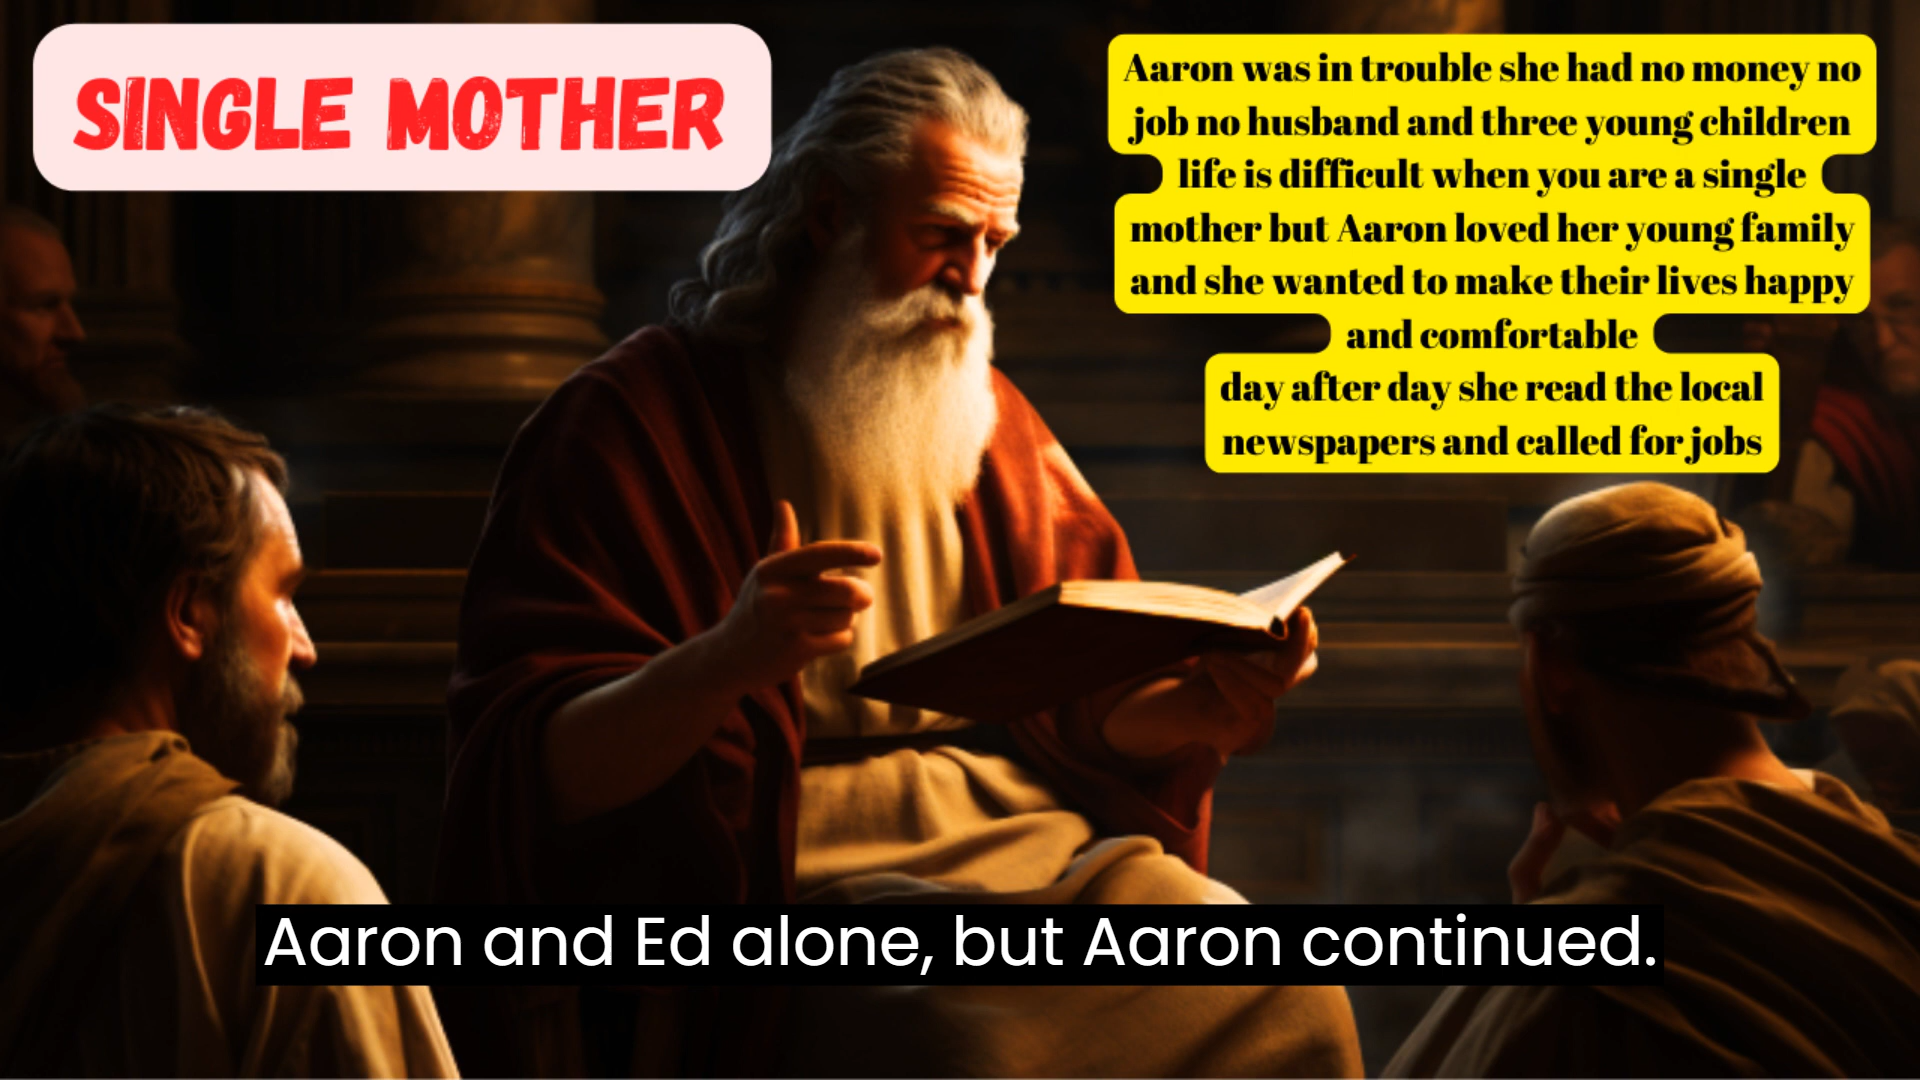 SINGLE MOTHER
Aaron was in trouble she had no money no
job no husband and three young children
life is difficult when you are a single
mother but Aaron loved her young family
and she wanted to make their lives happy
and comfortable
day after day she read the local
newspapers and called for jobs
Aaron and Ed alone, but Aaron continued.